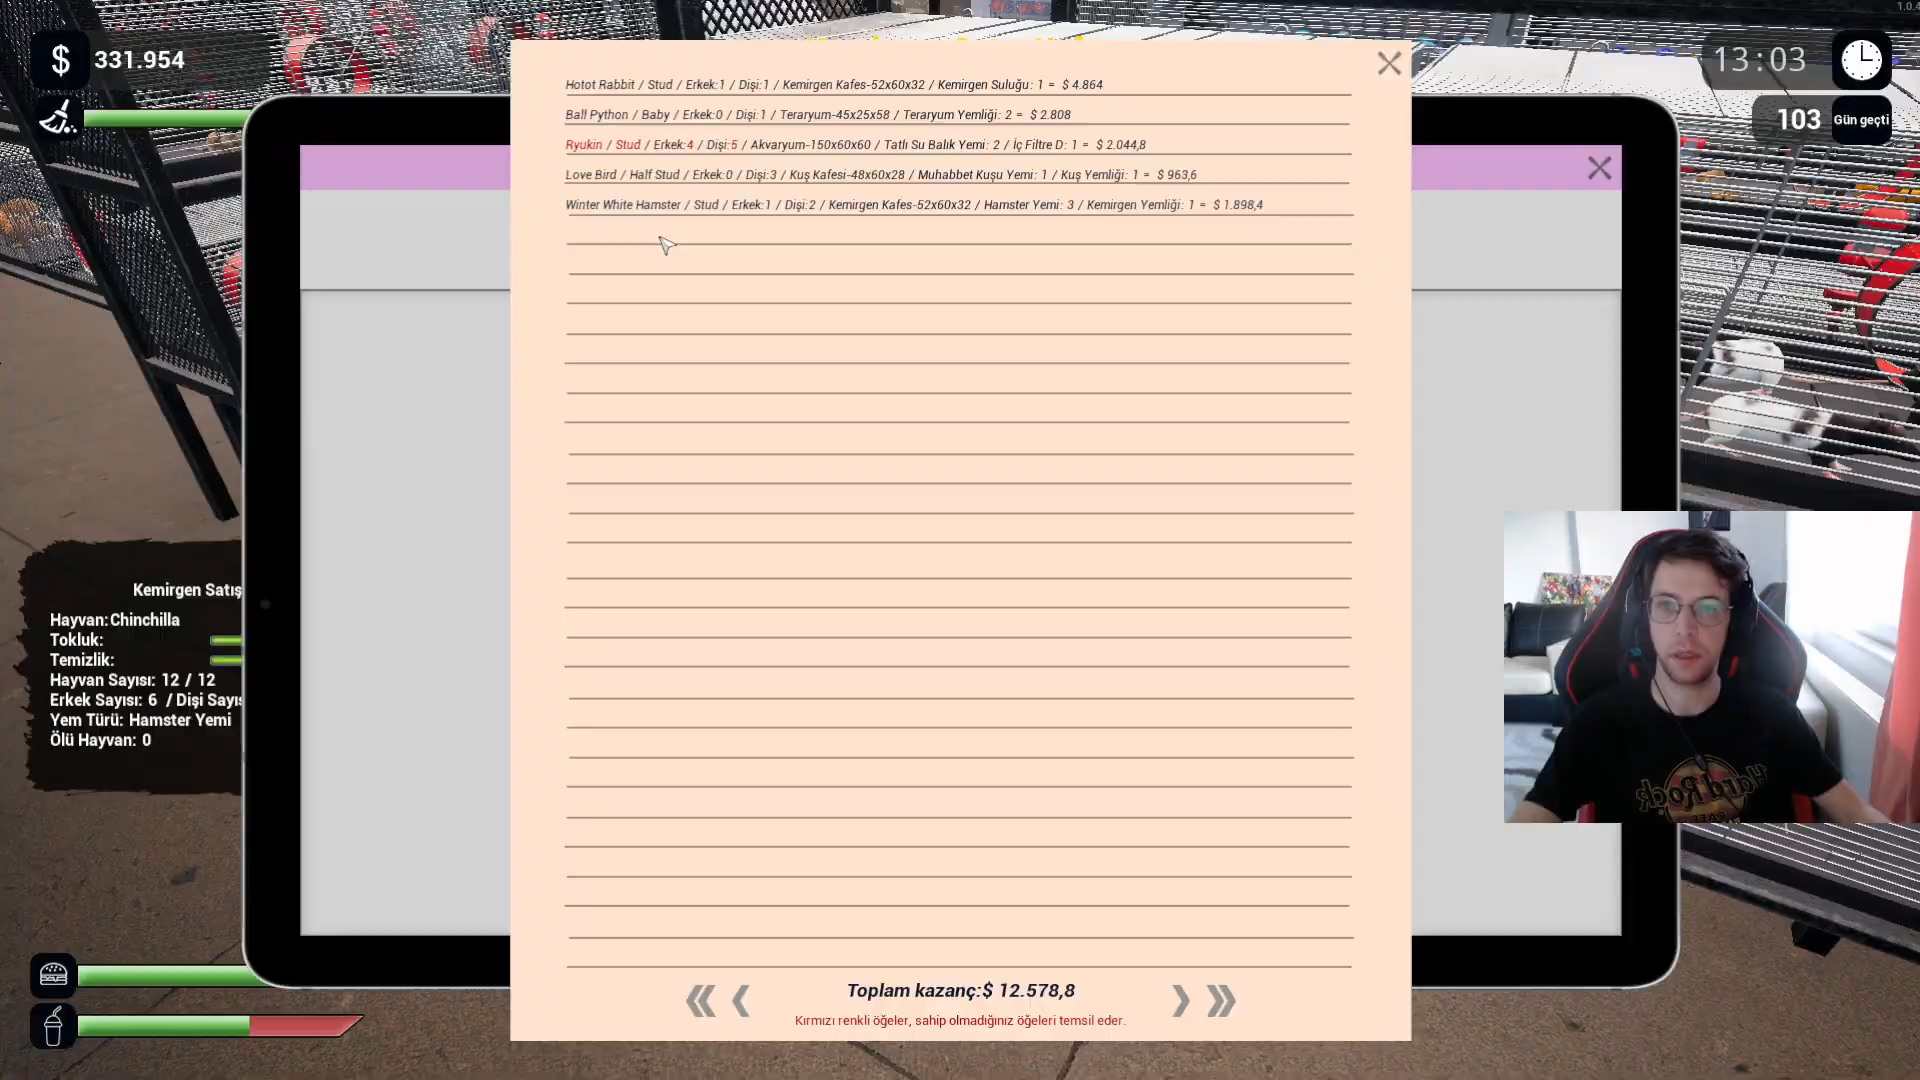 1.0.4
$ 331.954
13:03
103 Gün geçti
Hotot Rabbit / Stud / Erkek:1 / Dişi:1 / Kemirgen Kafes-52x60x32 / Kemirgen Suluğu: 1 = $ 4.864
Ball Python / Baby / Erkek:0 / Dişi:1 / Teraryum-45x25x58 / Teraryum Yemliği: 2 = $ 2.808
Ryukin / Stud / Erkek:4 / Dişi:5 / Akvaryum-150x60x60 / Tatlı Su Balık Yemi: 2 / İç Filtre D: 1 = $ 2.044,8
Love Bird / Half Stud / Erkek:0 / Dişi:3 / Kuş Kafesi-48x60x28 / Muhabbet Kuşu Yemi: 1 / Kuş Yemliği: 1 = $ 963,6
Winter White Hamster / Stud / Erkek:1 / Dişi:2 / Kemirgen Kafes-52x60x32 / Hamster Yemi: 3 / Kemirgen Yemliği: 1 = $ 1.898,4
Kemirgen Satış
Hayvan:Chinchilla
Tokluk:
Temizlik:
Hayvan Sayısı: 12 / 12
Erkek Sayısı: 6 / Dişi Sayıs
Yem Türü: Hamster Yemi
Ölü Hayvan: 0
Hard Rock
Toplam kazanç:$ 12.578,8
Kırmızı renkli öğeler, sahip olmadığınız öğeleri temsil eder.